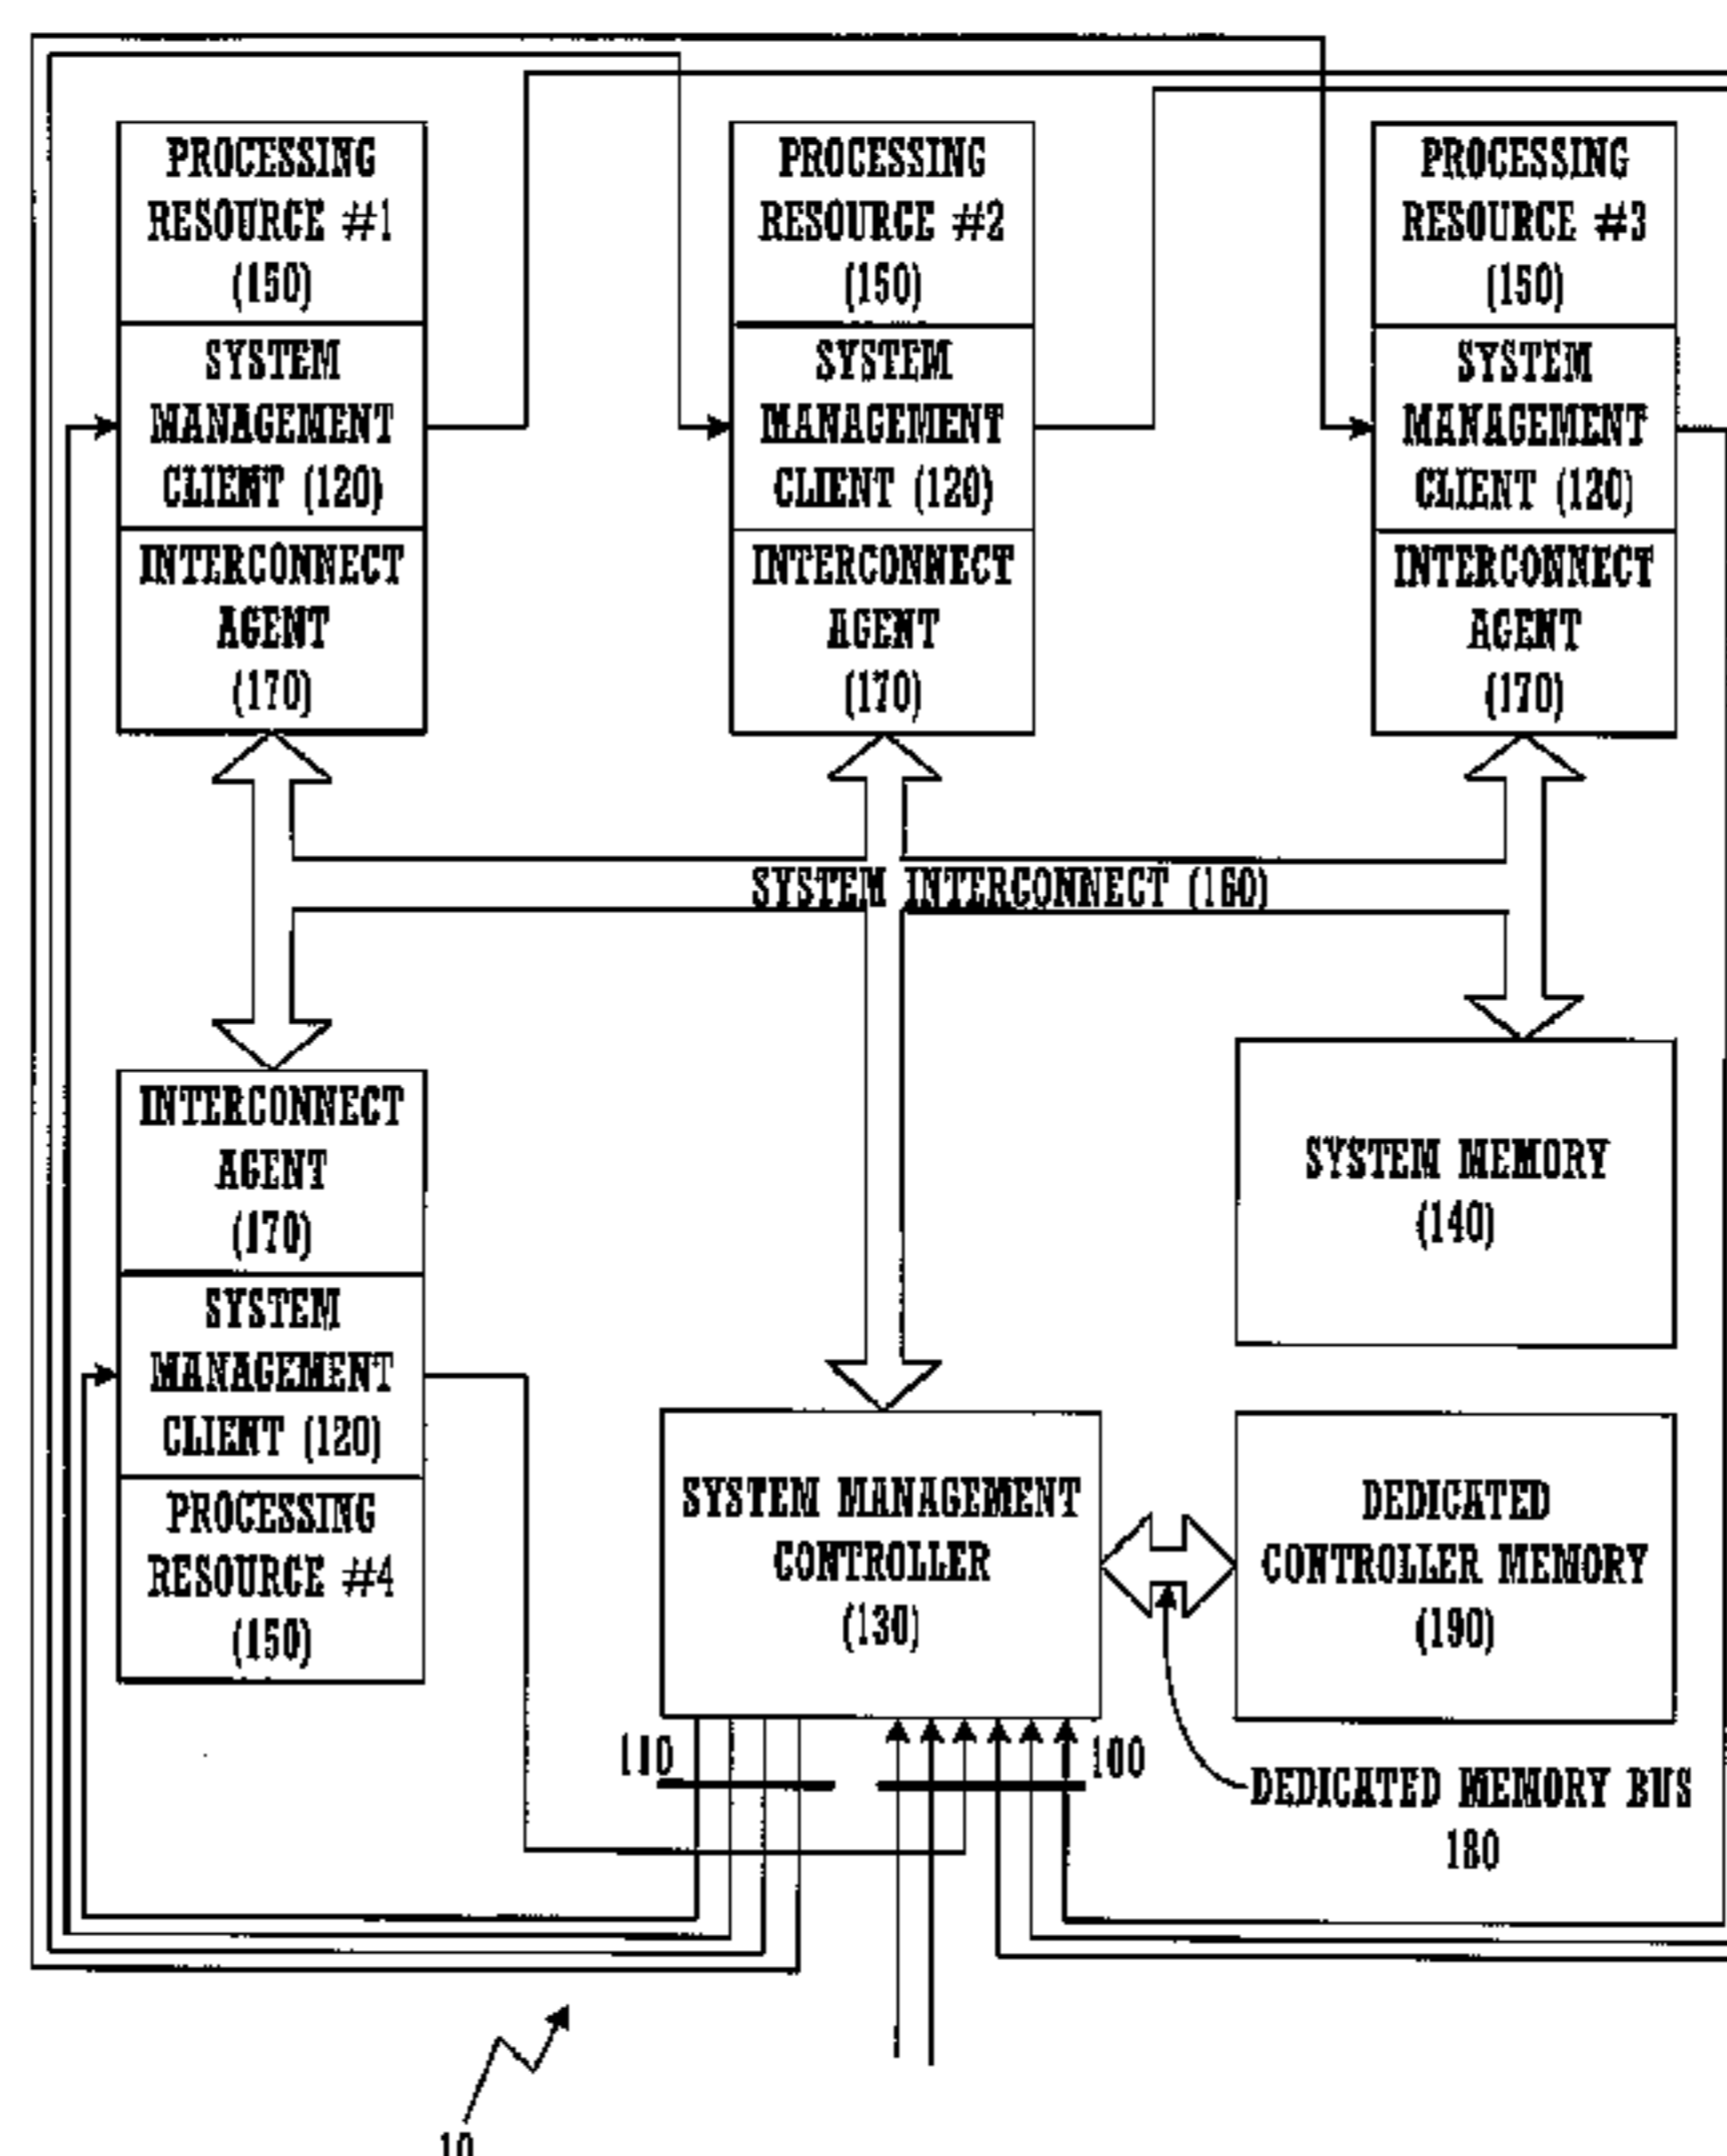 PROCESSING
RESOURCE #1
(150)
SYSTEM
MANAGEMENT
CLIENT (120)
INTERCONNECT
AGENT
(170)
PROCESSING
RESOURCE #2
(150)
SYSTEM
MANAGEMENT
CLIENT (120)
INTERCONNECT
AGENT
(170)
PROCESSING
RESOURCE #3
(150)
SYSTEM
MANAGEMENT
CLIENT (120)
INTERCONNECT
AGENT
(170)
SYSTEM INTERCONNECT (160)
INTERCONNECT
AGENT
(170)
SYSTEM
MANAGEMENT
CLIENT (120)
PROCESSING
RESOURCE #4
(150)
SYSTEM MEMORY
(140)
SYSTEM MANAGEMENT
CONTROLLER
(130)
DEDICATED
CONTROLLER MEMORY
(190)
110
100
DEDICATED MEMORY BUS
180
10